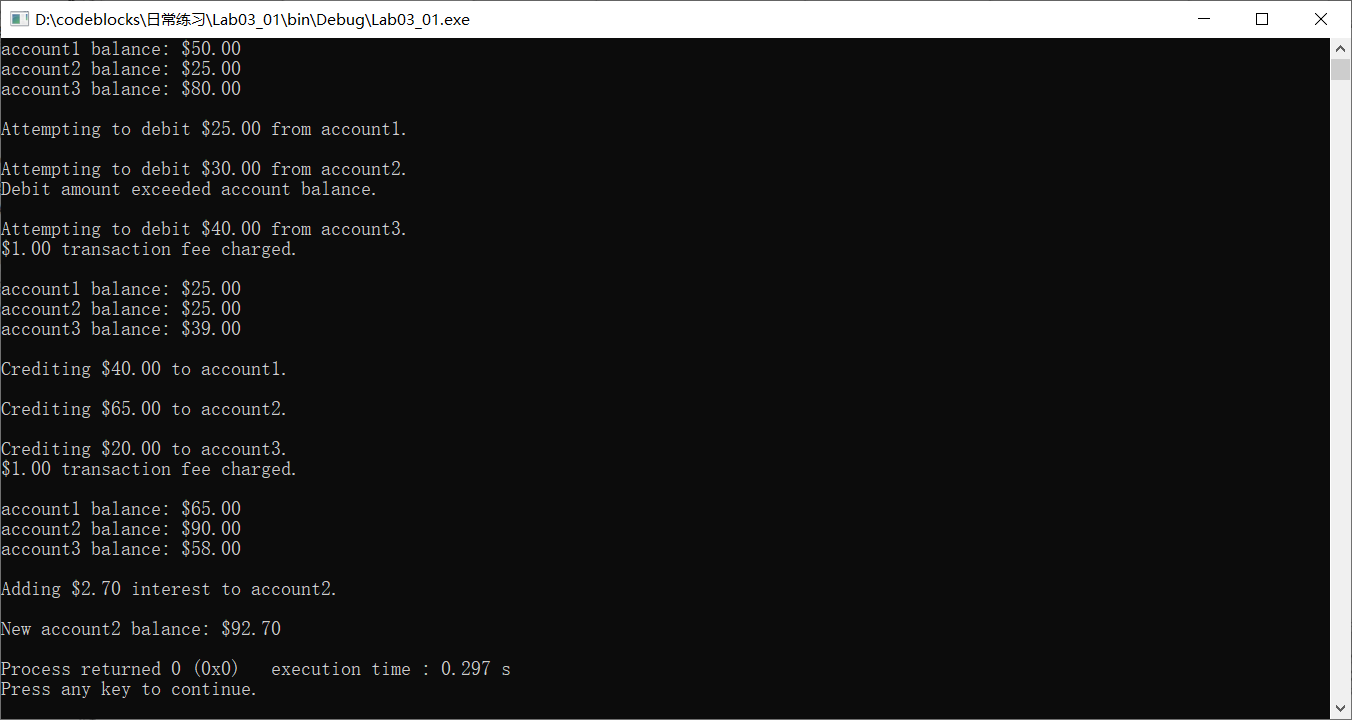 D:\codeblocks\日常练习\Lab03_01\bin\Debug\Lab03_01.exe
account1 balance: $50.00
account2 balance: $25.00
account3 balance: $80.00
Attempting to debit $25.00 from account1.
Attempting to debit $30.00 from account2.
Debit amount exceeded account balance.
Attempting to debit $40.00 from account3.
$1.00 transaction fee charged.
account1 balance: $25.00
account2 balance: $25.00
account3 balance: $39.00
Crediting $40.00 to account1.
Crediting $65.00 to account2.
Crediting $20.00 to account3.
$1.00 transaction fee charged.
account1 balance: $65.00
account2 balance: $90.00
account3 balance: $58.00
Adding $2.70 interest to account2.
New account2 balance: $92.70
Process returned 0 (0x0)   execution time : 0.297 s
Press any key to continue.